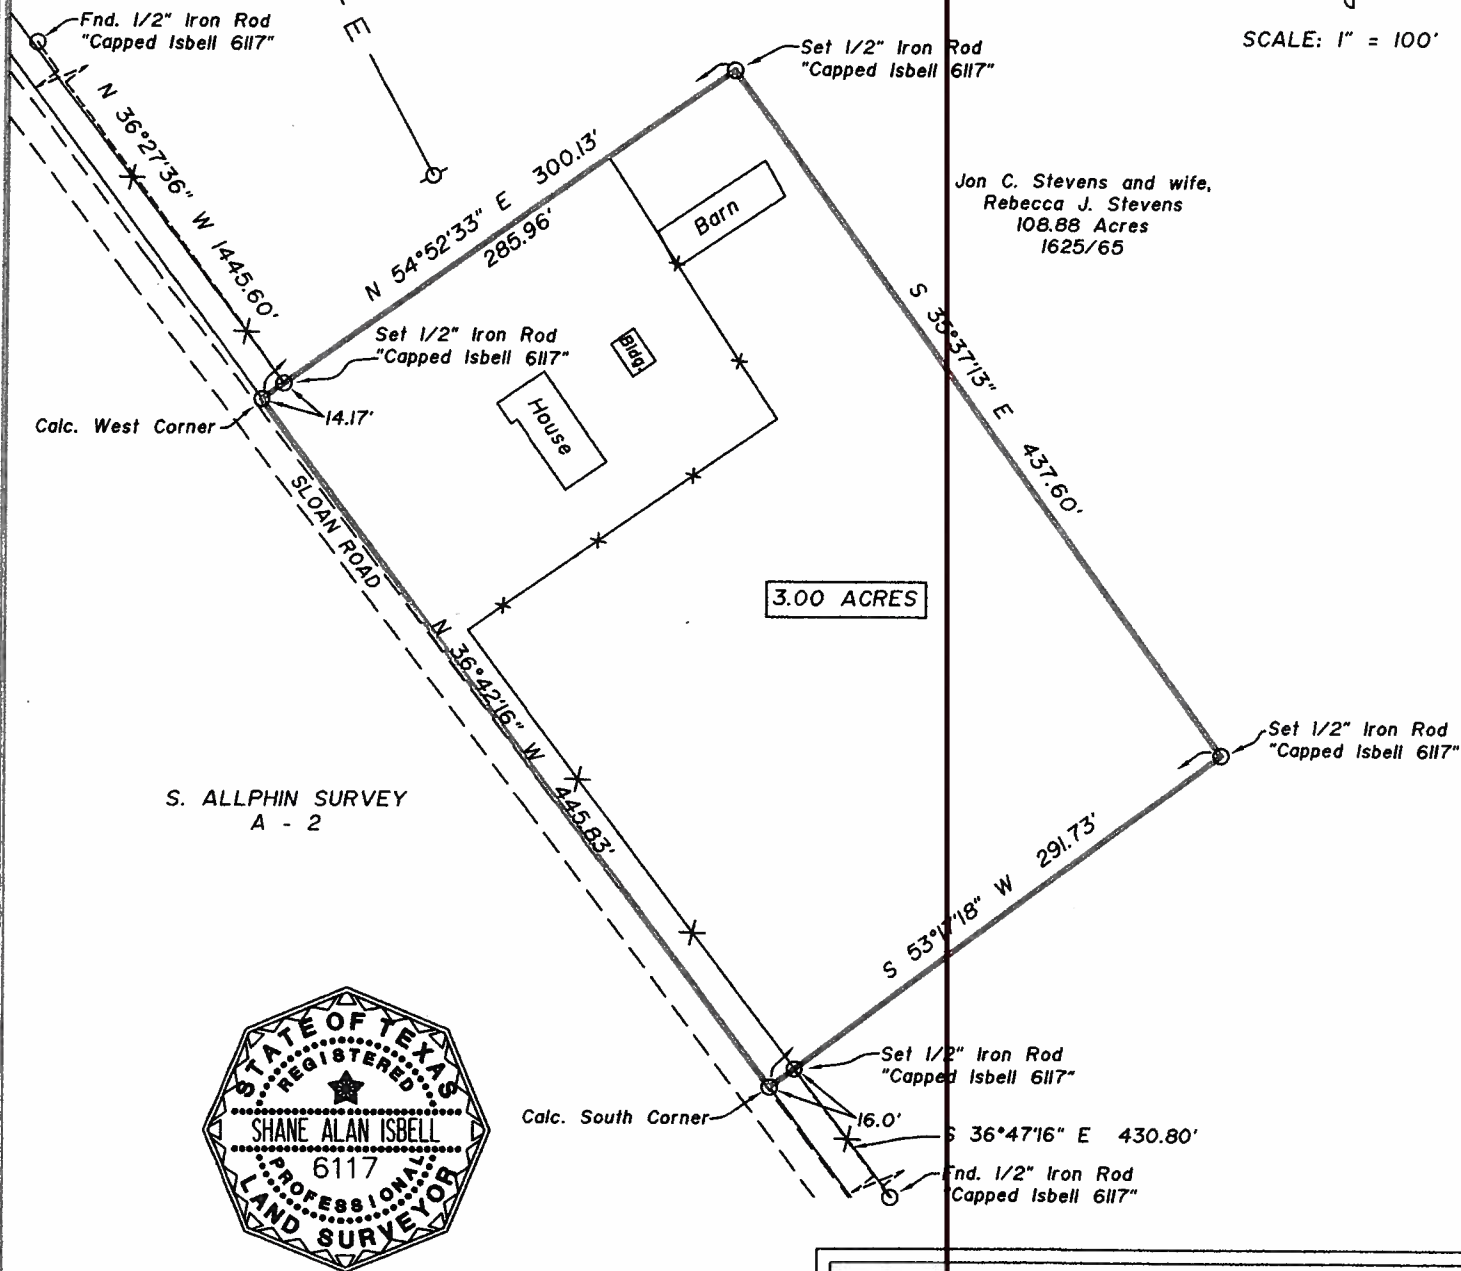 Fnd. 1/2" Iron Rod
"Capped Isbell 6117"
E
Set 1/2" Iron Rod
"Capped Isbell 6117"
SCALE: 1" = 100'
N 36°27'36" W 1445.60'
N 54°52'33" E 300.13'
285.96'
Barn
Jon C. Stevens and wife,
Rebecca J. Stevens
108.88 Acres
1625/65
S 35°37'13" E 437.60'
Set 1/2" Iron Rod
"Capped Isbell 6117"
Bldg.
House
14.17'
Calc. West Corner
SLOAN ROAD
3.00 ACRES
N 36°42'16" W 445.83'
Set 1/2" Iron Rod
"Capped Isbell 6117"
S. ALLPHIN SURVEY
A - 2
S 53°17'18" W 291.73'
Set 1/2" Iron Rod
"Capped Isbell 6117"
Calc. South Corner
16.0'
S 36°47'16" E 430.80'
Fnd. 1/2" Iron Rod
"Capped Isbell 6117"
STATE OF TEXAS
REGISTERED
SHANE ALAN ISBELL
6117
PROFESSIONAL
LAND SURVEYOR